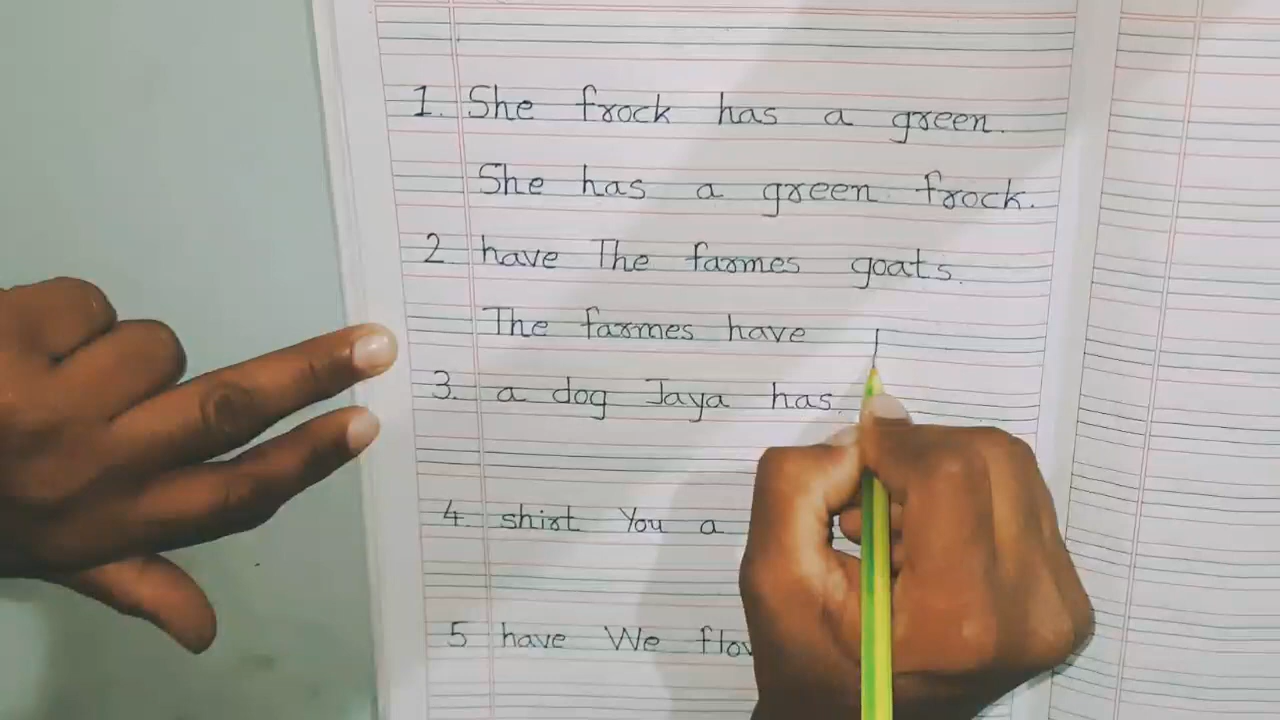 1. She frock has a green.
She has a green frock.
2 have The farmes goats.
The farmes have
3. a dog Jaya has.
4. shirt You a
5 have We